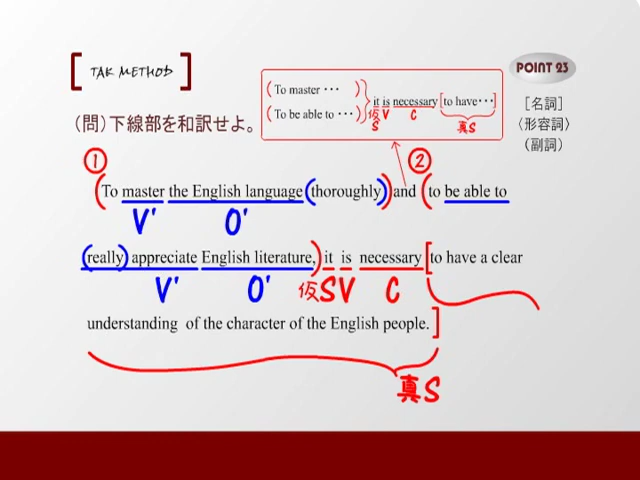 TAK METHOD
POINT 23
［名詞］
〈形容詞〉
（副詞）
(To master ･･･ )
(To be able to ･･･ )
it is necessary [to have･･･]
仮S V C 真S
（問）下線部を和訳せよ。
① ②
(To master the English language (thoroughly)) and (to be able to
V' O'
(really) appreciate English literature,) it is necessary [to have a clear
V' O' 仮S V C
understanding of the character of the English people.]
真S